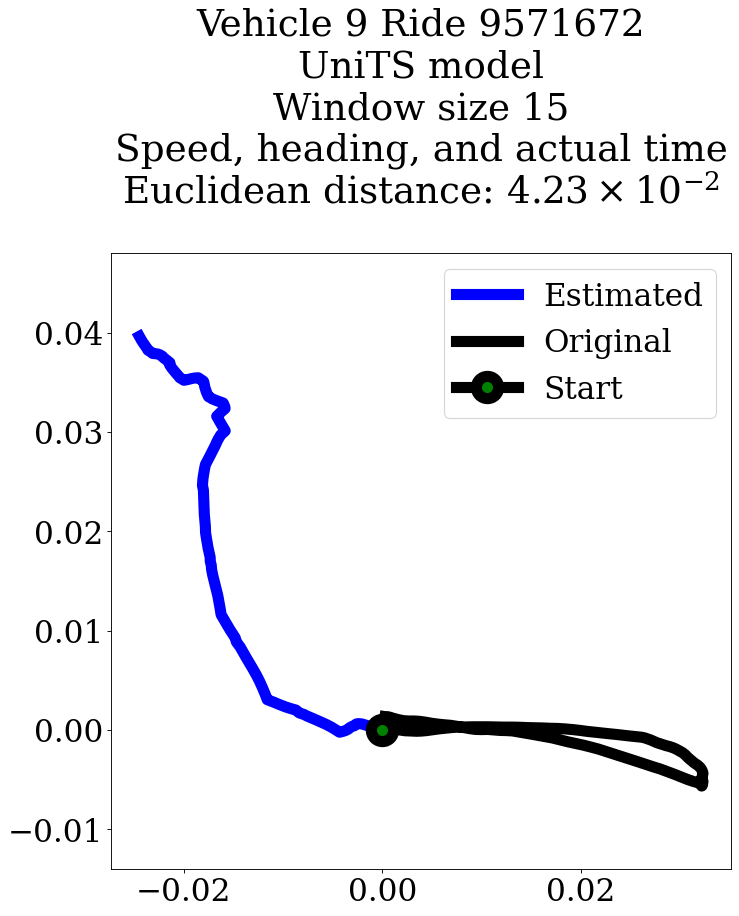 Vehicle 9 Ride 9571672
UniTS model
Window size 15
Speed, heading, and actual time
Euclidean distance: 4.23 × 10⁻²
Estimated
Original
Start
0.04
0.03
0.02
0.01
0.00
−0.01
−0.02 0.00 0.02